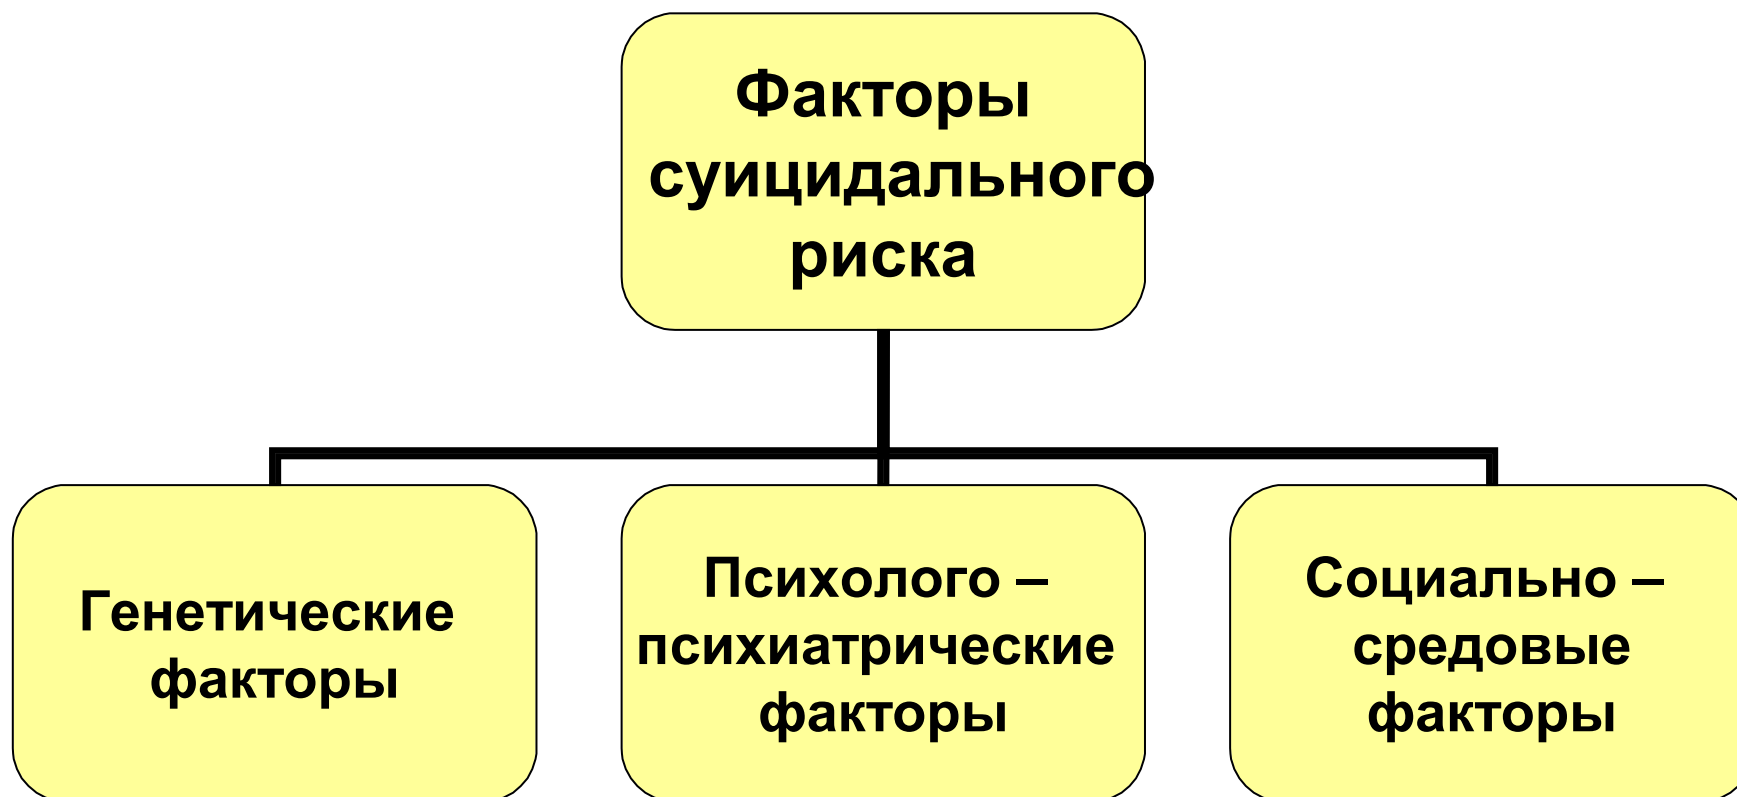 Факторы
суицидального
риска
Генетические
факторы
Психолого –
психиатрические
факторы
Социально –
средовые
факторы